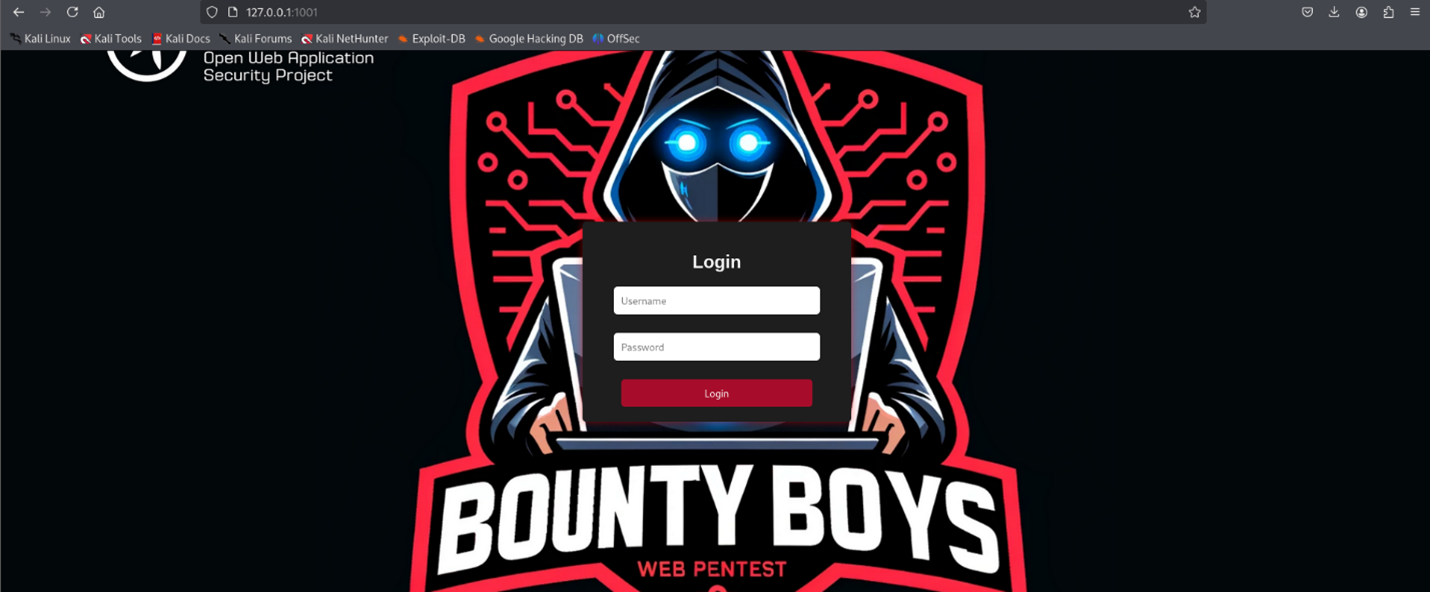 127.0.0.1:1001
Kali Linux Kali Tools Kali Docs Kali Forums Kali NetHunter Exploit-DB Google Hacking DB OffSec
Open Web Application
Security Project
Login
Username
Password
Login
BOUNTY BOYS
WEB PENTEST